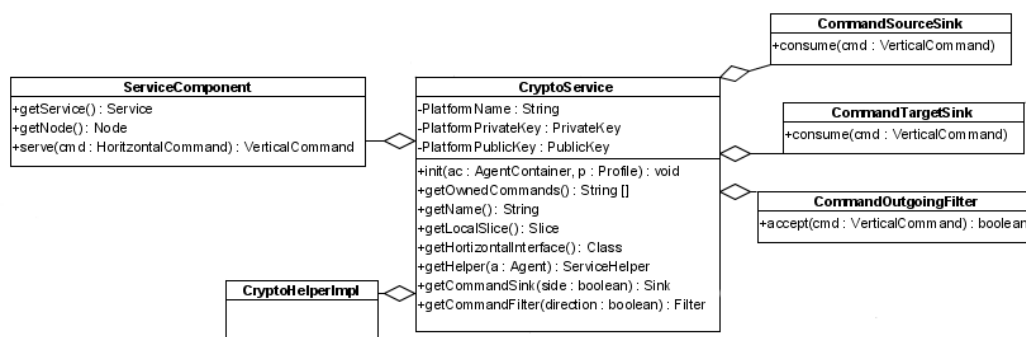 CommandSourceSink
+consume(cmd : VerticalCommand)
ServiceComponent
+getService() : Service
+getNode() : Node
+serve(cmd : HoritzontalCommand) : VerticalCommand
CryptoService
-PlatformName : String
-PlatformPrivateKey : PrivateKey
-PlatformPublicKey : PublicKey
+init(ac : AgentContainer, p : Profile) : void
+getOwnedCommands() : String []
+getName() : String
+getLocalSlice() : Slice
+getHortizontalInterface() : Class
+getHelper(a : Agent) : ServiceHelper
+getCommandSink(side : boolean) : Sink
+getCommandFilter(direction : boolean) : Filter
CommandTargetSink
+consume(cmd : VerticalCommand)
CommandOutgoingFilter
+accept(cmd : VerticalCommand) : boolean
CryptoHelperImpl